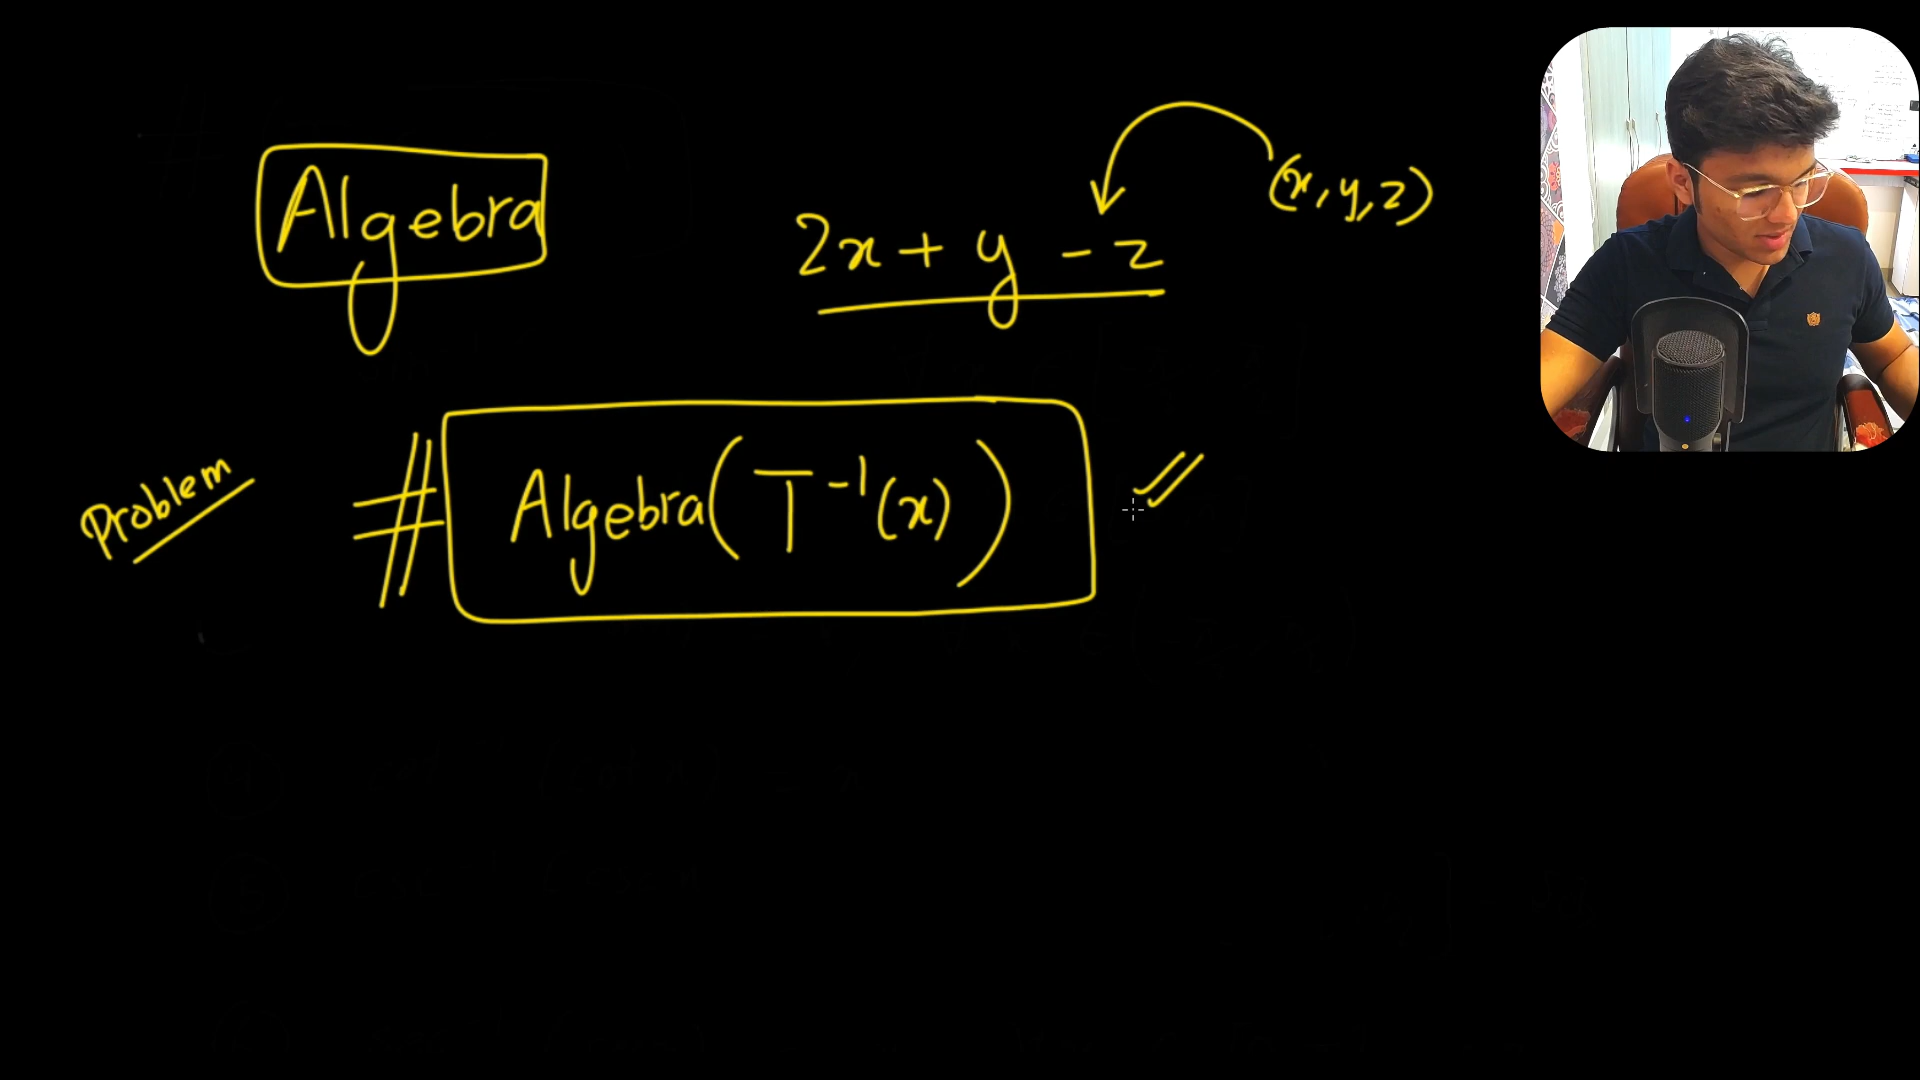 Algebra
(x, y, z)
2x + y - z
Problem
# Algebra(T⁻¹(x))